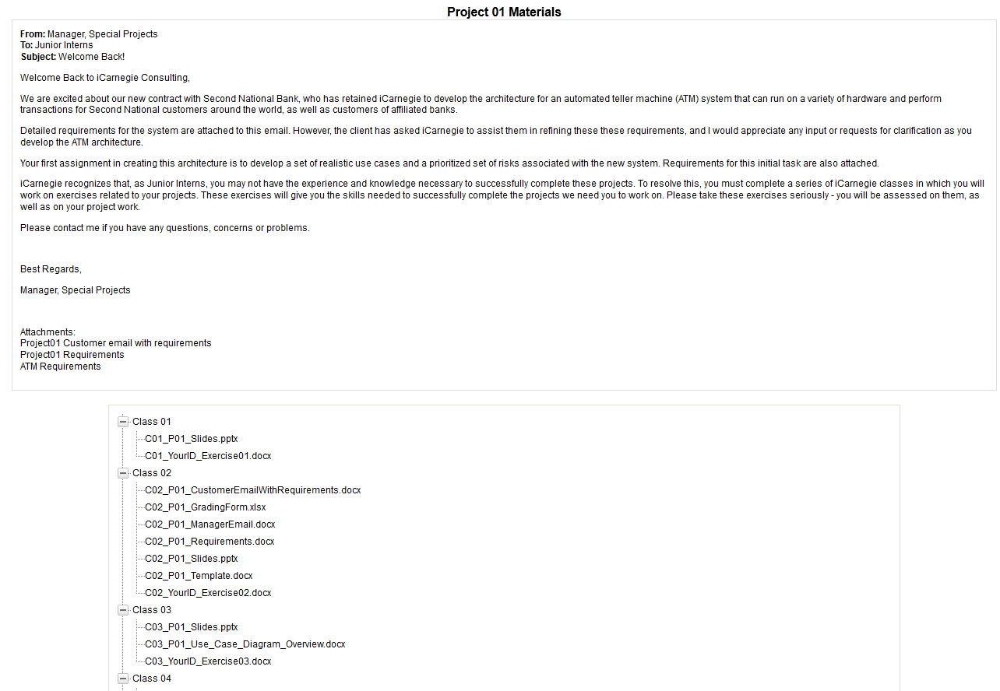 Project 01 Materials
From: Manager, Special Projects
To: Junior Interns
Subject: Welcome Back!
Welcome Back to iCarnegie Consulting,
We are excited about our new contract with Second National Bank, who has retained iCarnegie to develop the architecture for an automated teller machine (ATM) system that can run on a variety of hardware and perform
transactions for Second National customers around the world, as well as customers of affiliated banks.
Detailed requirements for the system are attached to this email. However, the client has asked iCarnegie to assist them in refining these these requirements, and I would appreciate any input or requests for clarification as you
develop the ATM architecture.
Your first assignment in creating this architecture is to develop a set of realistic use cases and a prioritized set of risks associated with the new system. Requirements for this initial task are also attached.
iCarnegie recognizes that, as Junior Interns, you may not have the experience and knowledge necessary to successfully complete these projects. To resolve this, you must complete a series of iCarnegie classes in which you will
work on exercises related to your projects. These exercises will give you the skills needed to successfully complete the projects we need you to work on. Please take these exercises seriously - you will be assessed on them, as
well as on your project work.
Please contact me if you have any questions, concerns or problems.
Best Regards,
Manager, Special Projects
Attachments:
Project01 Customer email with requirements
Project01 Requirements
ATM Requirements
Class 01
C01_P01_Slides.pptx
C01_YourID_Exercise01.docx
Class 02
C02_P01_CustomerEmailWithRequirements.docx
C02_P01_GradingForm.xlsx
C02_P01_ManagerEmail.docx
C02_P01_Requirements.docx
C02_P01_Slides.pptx
C02_P01_Template.docx
C02_YourID_Exercise02.docx
Class 03
C03_P01_Slides.pptx
C03_P01_Use_Case_Diagram_Overview.docx
C03_YourID_Exercise03.docx
Class 04